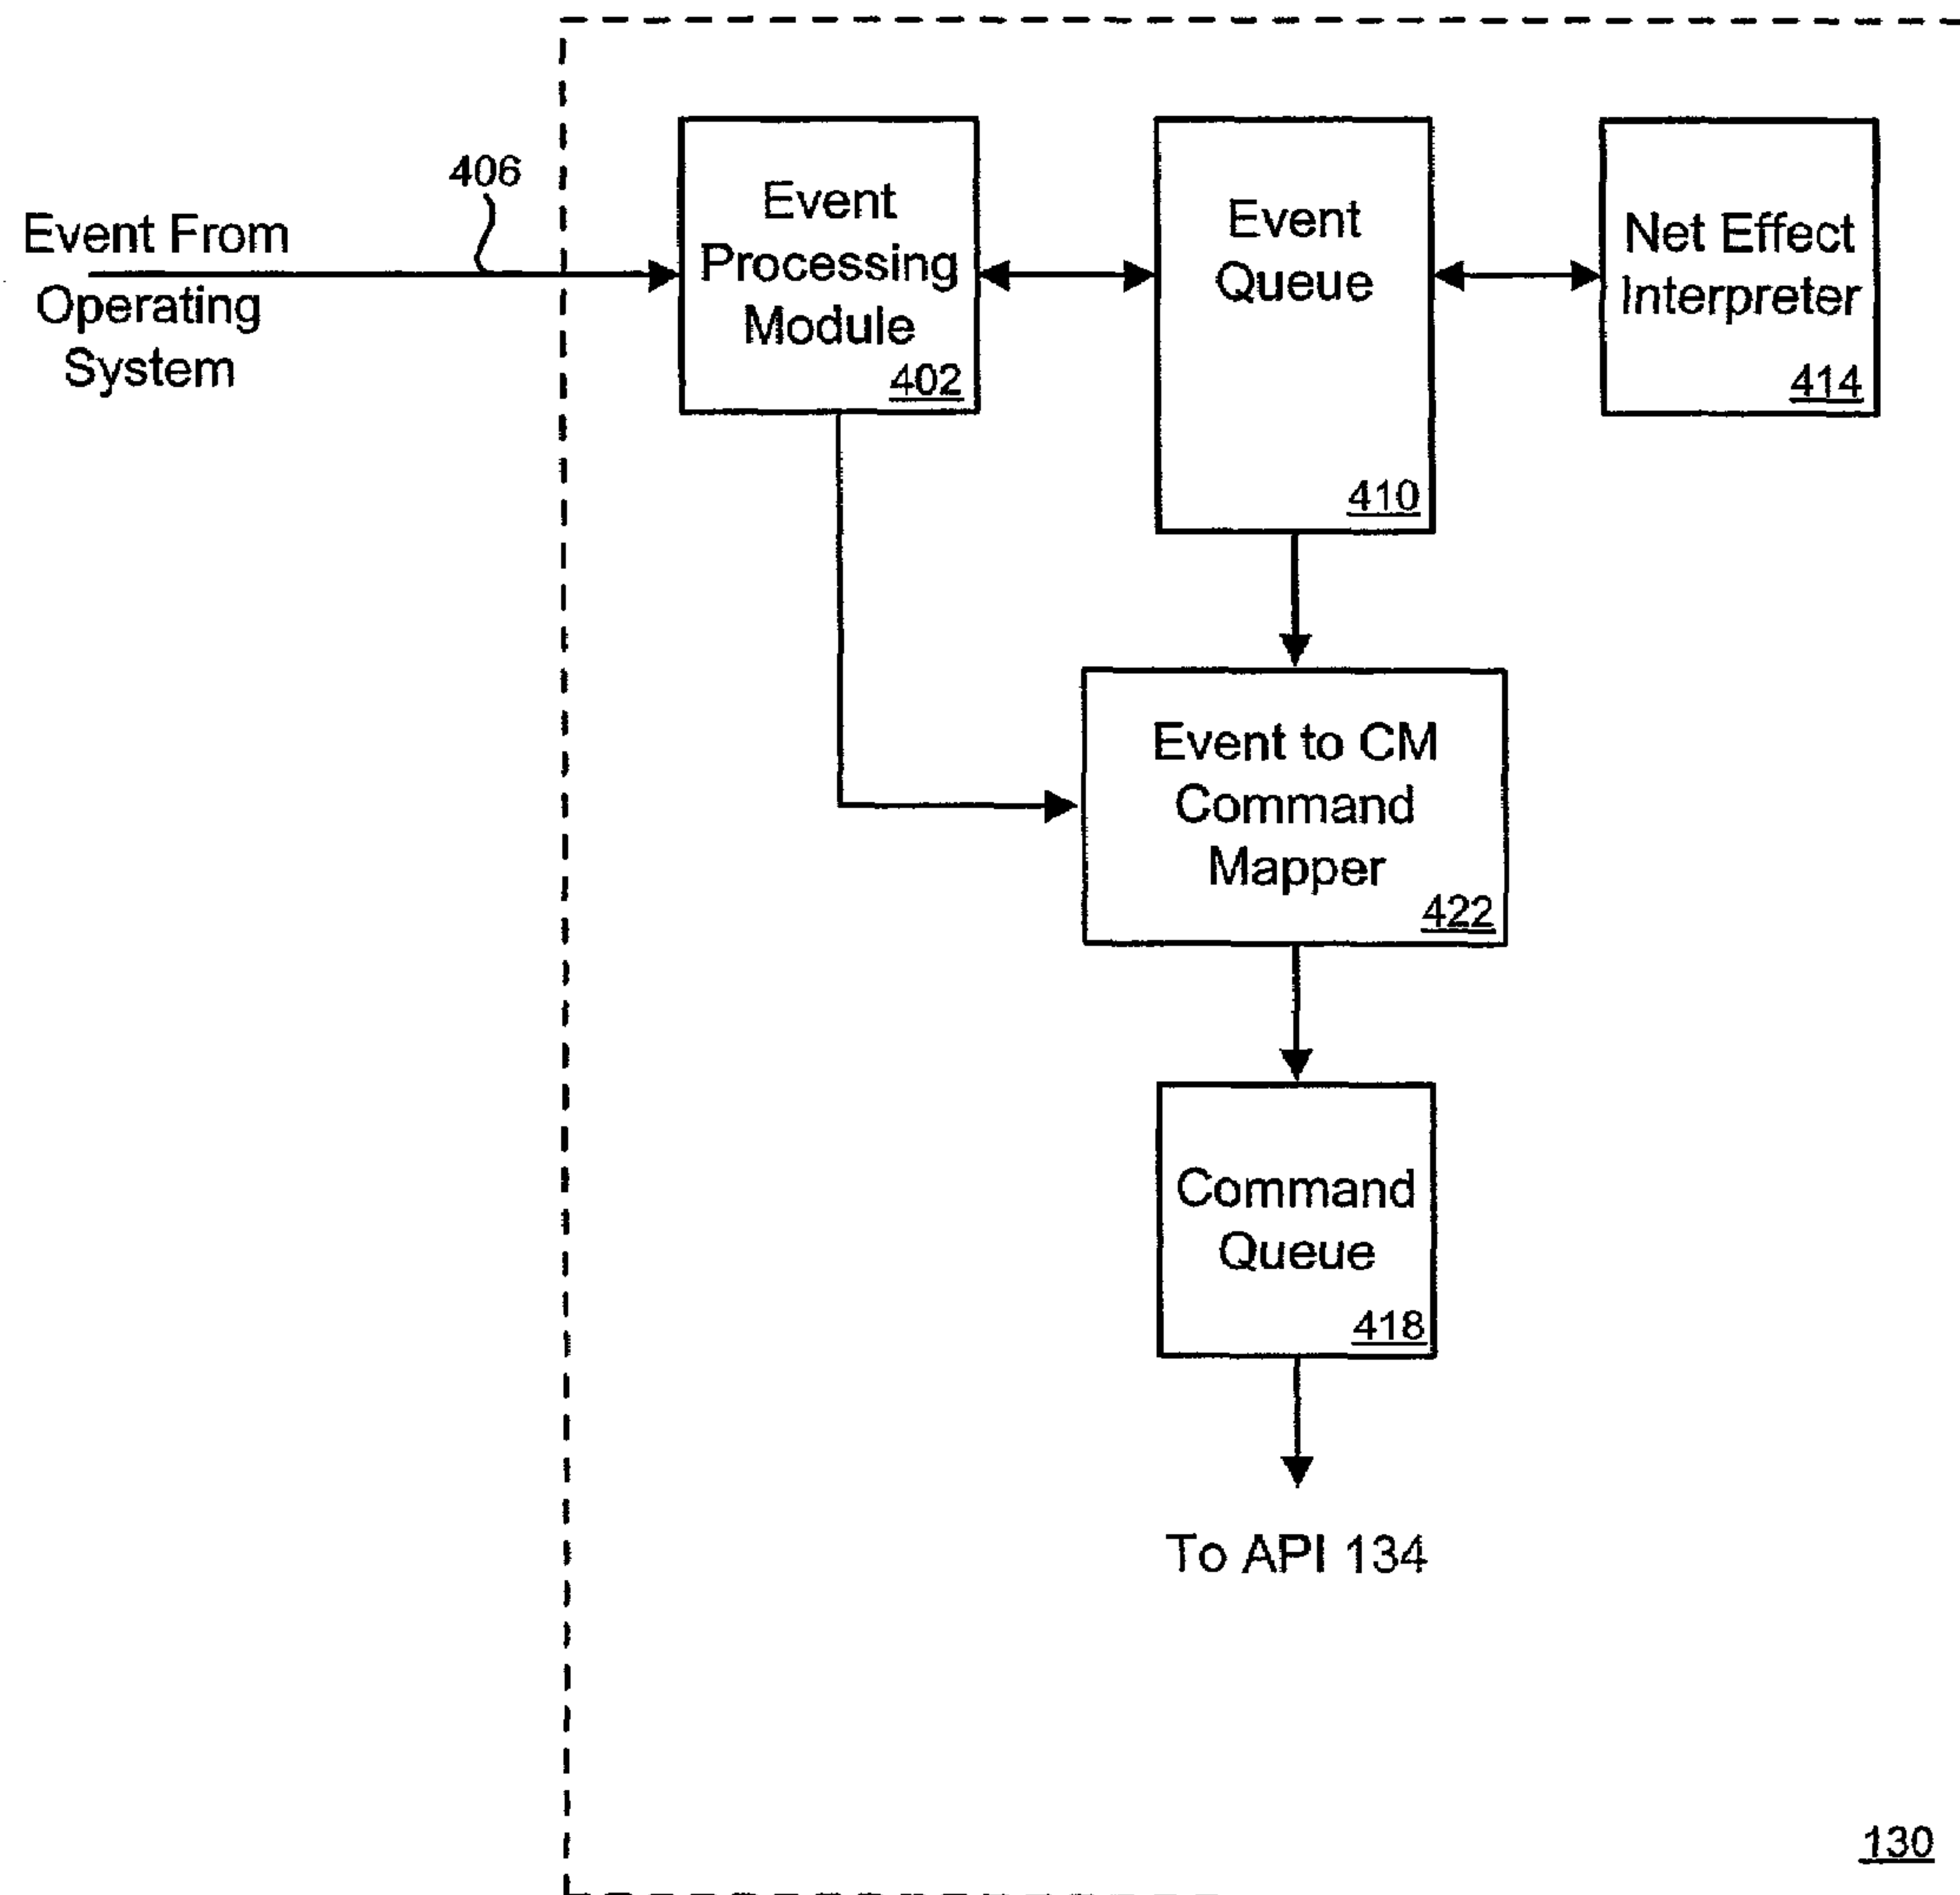 406
Event From
Operating
System
Event
Processing
Module
402
Event
Queue
410
Net Effect
Interpreter
414
Event to CM
Command
Mapper
422
Command
Queue
418
To API 134
130